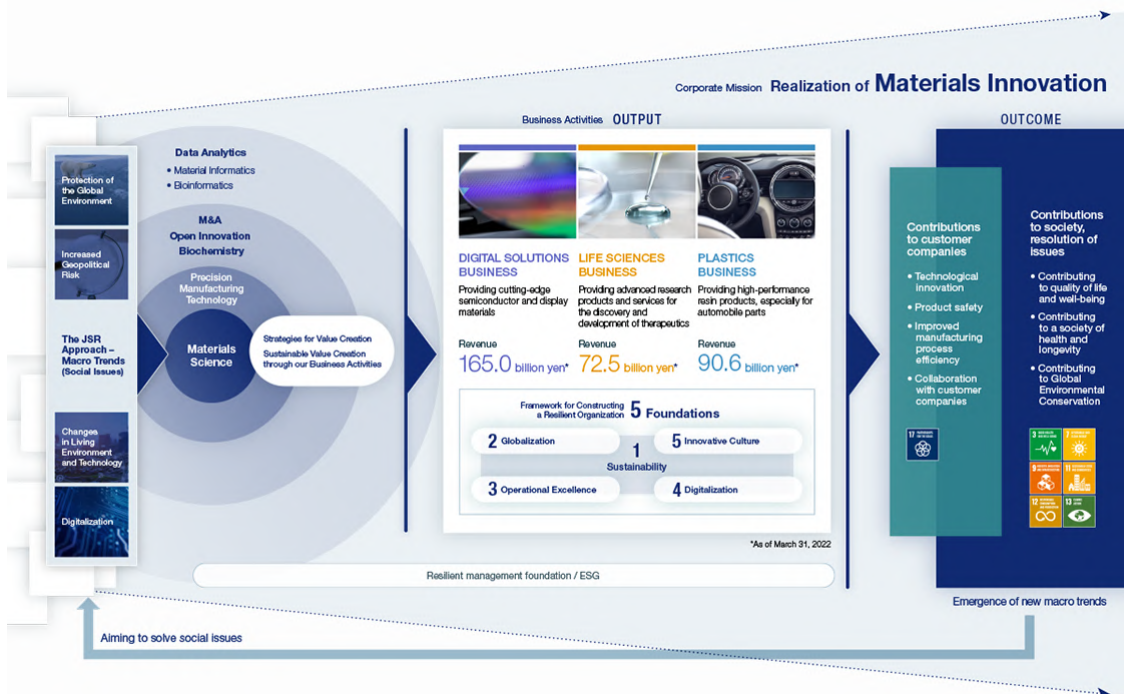 Corporate Mission Realization of Materials Innovation
Protection of
the Global
Environment
Increased
Geopolitical
Risk
The JSR
Approach –
Macro Trends
(Social Issues)
Changes
in Living
Environment
and Technology
Digitalization
Data Analytics
• Material Informatics
• Bioinformatics
M&A
Open Innovation
Biochemistry
Precision
Manufacturing
Technology
Materials
Science
Strategies for Value Creation
Sustainable Value Creation
through our Business Activities
Business Activities OUTPUT
DIGITAL SOLUTIONS
BUSINESS
Providing cutting-edge
semiconductor and display
materials
Revenue
165.0 billion yen*
LIFE SCIENCES
BUSINESS
Providing advanced research
products and services for
the discovery and
development of therapeutics
Revenue
72.5 billion yen*
PLASTICS
BUSINESS
Providing high-performance
resin products, especially for
automobile parts
Revenue
90.6 billion yen*
Framework for Constructing
a Resilient Organization
5 Foundations
2 Globalization
5 Innovative Culture
1
Sustainability
3 Operational Excellence
4 Digitalization
*As of March 31, 2022
Resilient management foundation / ESG
OUTCOME
Contributions
to customer
companies
• Technological
innovation
• Product safety
• Improved
manufacturing
process
efficiency
• Collaboration
with customer
companies
17
Contributions
to society,
resolution of
issues
• Contributing
to quality of life
and well-being
• Contributing
to a society of
health and
longevity
• Contributing
to Global
Environmental
Conservation
3
7
9
11
12
13
Emergence of new macro trends
Aiming to solve social issues